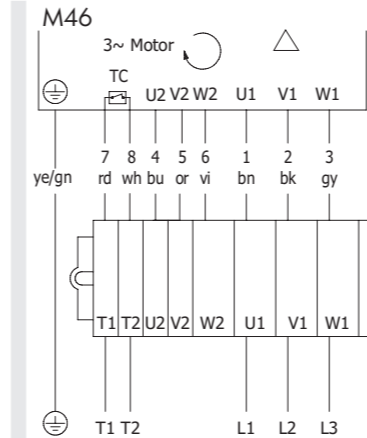 M46
3~ Motor
TC
U2 V2 W2 U1 V1 W1
7 8 4 5 6 1 2 3
ye/gn rd wh bu or vi bn bk gy
T1 T2 U2 V2 W2 U1 V1 W1
T1 T2 L1 L2 L3